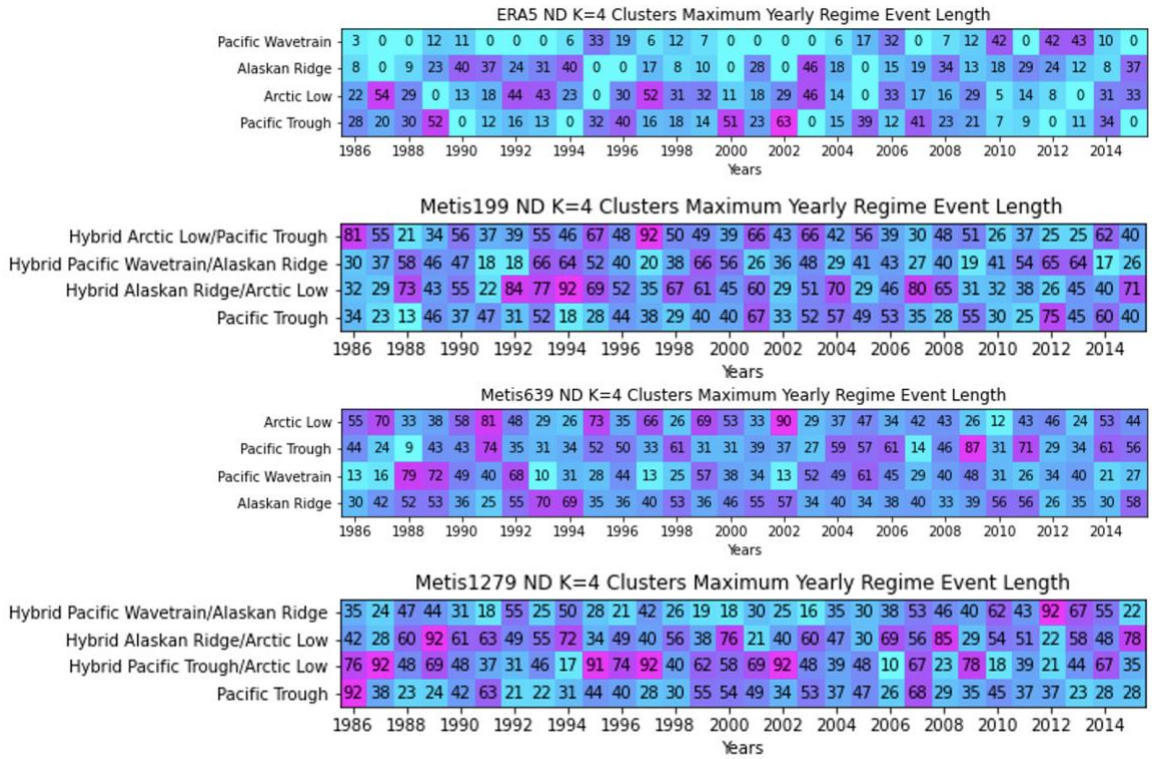 ERA5 ND K=4 Clusters Maximum Yearly Regime Event Length
Pacific Wavetrain 3 0 0 12 11 0 0 0 6 33 19 6 12 7 0 0 0 0 6 17 32 0 7 12 42 0 42 43 10 0
Alaskan Ridge 8 0 9 23 40 37 24 31 40 0 0 17 8 10 0 28 0 46 18 0 15 19 34 13 18 29 24 12 8 37
Arctic Low 22 54 29 0 13 18 44 43 23 0 30 52 31 32 11 18 29 46 14 0 33 17 16 29 5 14 8 0 31 33
Pacific Trough 28 20 30 52 0 12 16 13 0 32 40 16 18 14 51 23 63 0 15 39 12 41 23 21 7 9 0 11 34 0
1986 1988 1990 1992 1994 1996 1998 2000 2002 2004 2006 2008 2010 2012 2014
Years
Metis199 ND K=4 Clusters Maximum Yearly Regime Event Length
Hybrid Arctic Low/Pacific Trough 81 55 21 34 56 37 39 55 46 67 48 92 50 49 39 66 43 66 42 56 39 30 48 51 26 37 25 25 62 40
Hybrid Pacific Wavetrain/Alaskan Ridge 30 37 58 46 47 18 18 66 64 52 40 20 38 66 56 26 36 48 29 41 43 27 40 19 41 54 65 64 17 26
Hybrid Alaskan Ridge/Arctic Low 32 29 73 43 55 22 84 77 92 69 52 35 67 61 45 60 29 51 70 29 46 80 65 31 32 38 26 45 40 71
Pacific Trough 34 23 13 46 37 47 31 52 18 28 44 38 29 40 40 67 33 52 57 49 53 35 28 55 30 25 75 45 60 40
1986 1988 1990 1992 1994 1996 1998 2000 2002 2004 2006 2008 2010 2012 2014
Years
Metis639 ND K=4 Clusters Maximum Yearly Regime Event Length
Arctic Low 55 70 33 38 58 81 48 29 26 73 35 66 26 69 53 33 90 29 37 47 34 42 43 26 12 43 46 24 53 44
Pacific Trough 44 24 9 43 43 74 35 31 34 52 50 33 61 31 31 39 37 27 59 57 61 14 46 87 31 71 29 34 61 56
Pacific Wavetrain 13 16 79 72 49 40 68 10 31 28 44 13 25 57 38 34 13 52 49 61 45 29 40 48 31 26 34 40 21 27
Alaskan Ridge 30 42 52 53 36 25 55 70 69 35 36 40 53 36 46 55 57 34 40 34 38 40 33 39 56 56 26 35 30 58
1986 1988 1990 1992 1994 1996 1998 2000 2002 2004 2006 2008 2010 2012 2014
Years
Metis1279 ND K=4 Clusters Maximum Yearly Regime Event Length
Hybrid Pacific Wavetrain/Alaskan Ridge 35 24 47 44 31 18 55 25 50 28 21 42 26 19 18 30 25 16 35 30 38 53 46 40 62 43 92 67 55 22
Hybrid Alaskan Ridge/Arctic Low 42 28 60 92 61 63 49 55 72 34 49 40 56 38 76 21 40 60 47 30 69 56 85 29 54 51 22 58 48 78
Hybrid Pacific Trough/Arctic Low 76 92 48 69 48 37 31 46 17 91 74 92 40 62 58 69 92 48 39 48 10 67 23 78 18 39 21 44 67 35
Pacific Trough 92 38 23 24 42 63 21 22 31 44 40 28 30 55 54 49 34 53 37 47 26 68 29 35 45 37 37 23 28 28
1986 1988 1990 1992 1994 1996 1998 2000 2002 2004 2006 2008 2010 2012 2014
Years